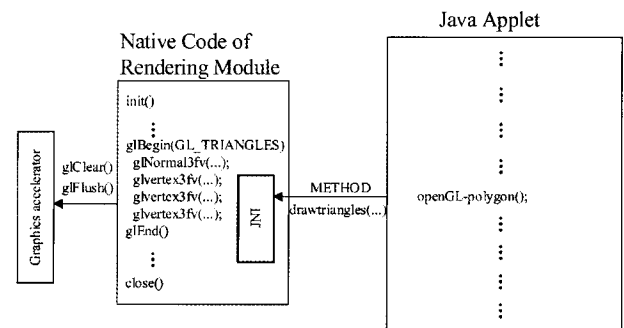 Java Applet
Native Code of
Rendering Module
init()
glBegin(GL_TRIANGLES)
glNormal3fv(...);
glvertex3fv(...);
glvertex3fv(...);
glvertex3fv(...);
glEnd()
close()
JNI
glClear()
glFlush()
Graphics accelerator
METHOD
drawtriangles(...)
openGL-polygon();